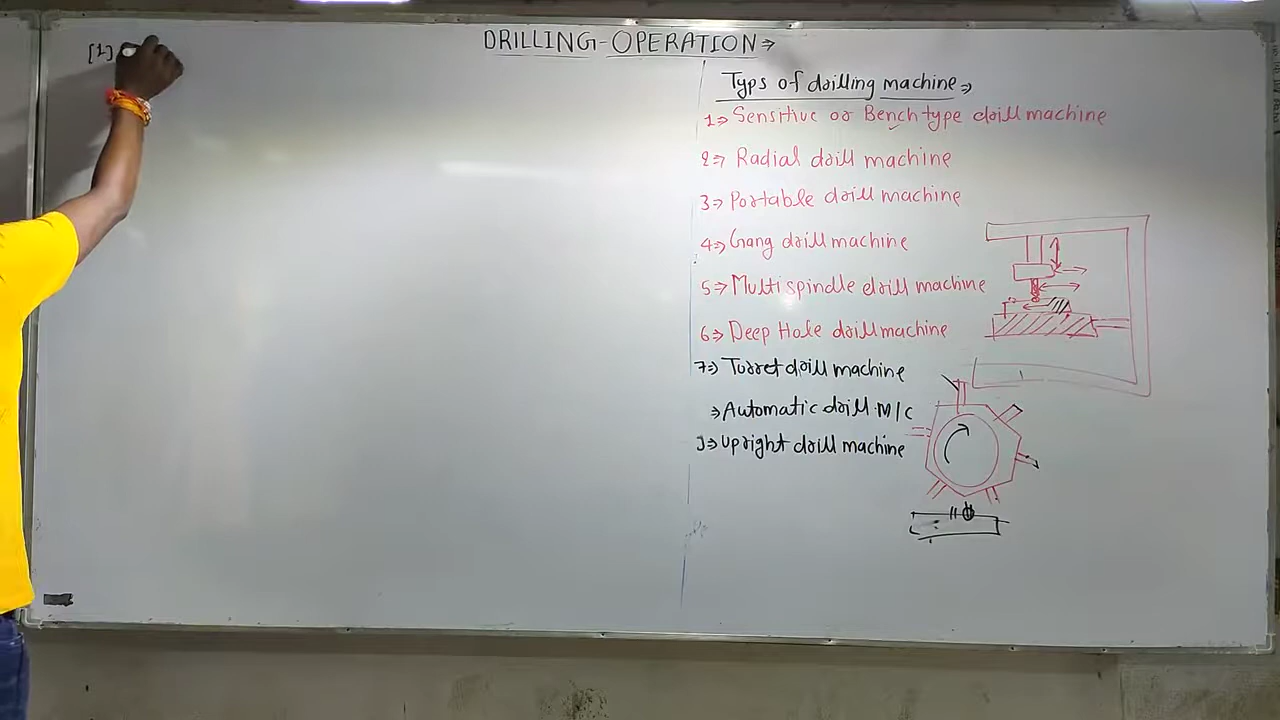 DRILLING-OPERATION⇒
[1]
Typs of drilling machine⇒
1⇒ Sensitive or Bench type drill machine
2⇒ Radial drill machine
3⇒ Portable drill machine
4⇒ Gang drill machine
5⇒ Multispindle drill machine
6⇒ Deep Hole drill machine
7⇒ Turret drill machine
⇒ Automatic drill M/C
9⇒ Upright drill machine